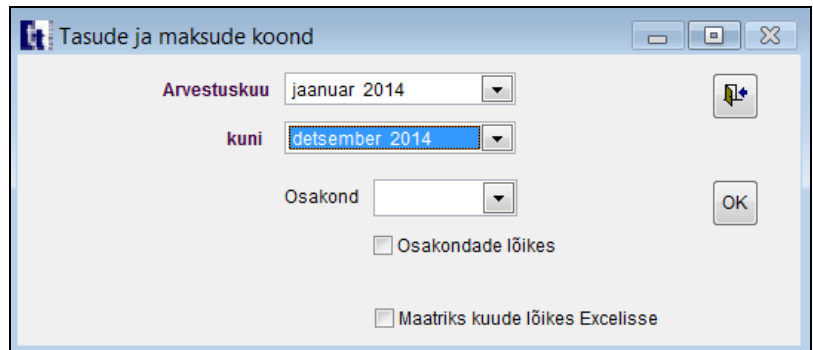 Tasude ja maksude koond
Arvestuskuu jaanuar 2014
kuni detsember 2014
Osakond
OK
Osakondade lõikes
Maatriks kuude lõikes Excelisse